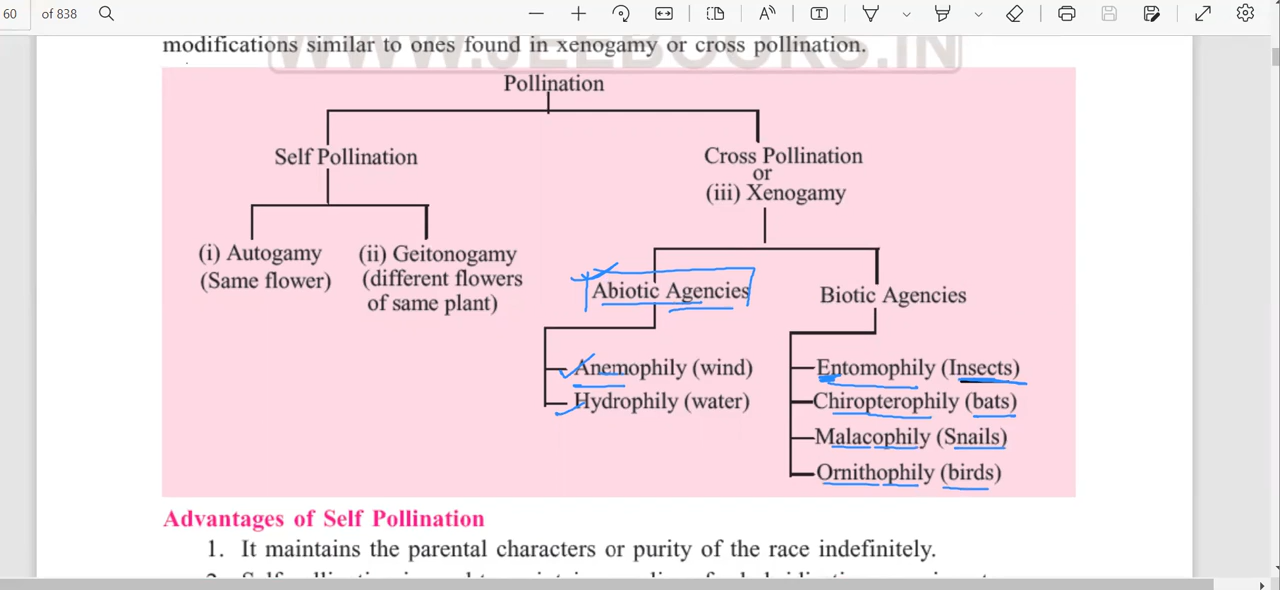 60 of 838
modifications similar to ones found in xenogamy or cross pollination.
WWW.JEEBOOKS.IN
Pollination
Self Pollination
Cross Pollination
or
(iii) Xenogamy
(i) Autogamy
(Same flower)
(ii) Geitonogamy
(different flowers
of same plant)
Abiotic Agencies
Biotic Agencies
Anemophily (wind)
Hydrophily (water)
Entomophily (Insects)
Chiropterophily (bats)
Malacophily (Snails)
Ornithophily (birds)
Advantages of Self Pollination
1. It maintains the parental characters or purity of the race indefinitely.